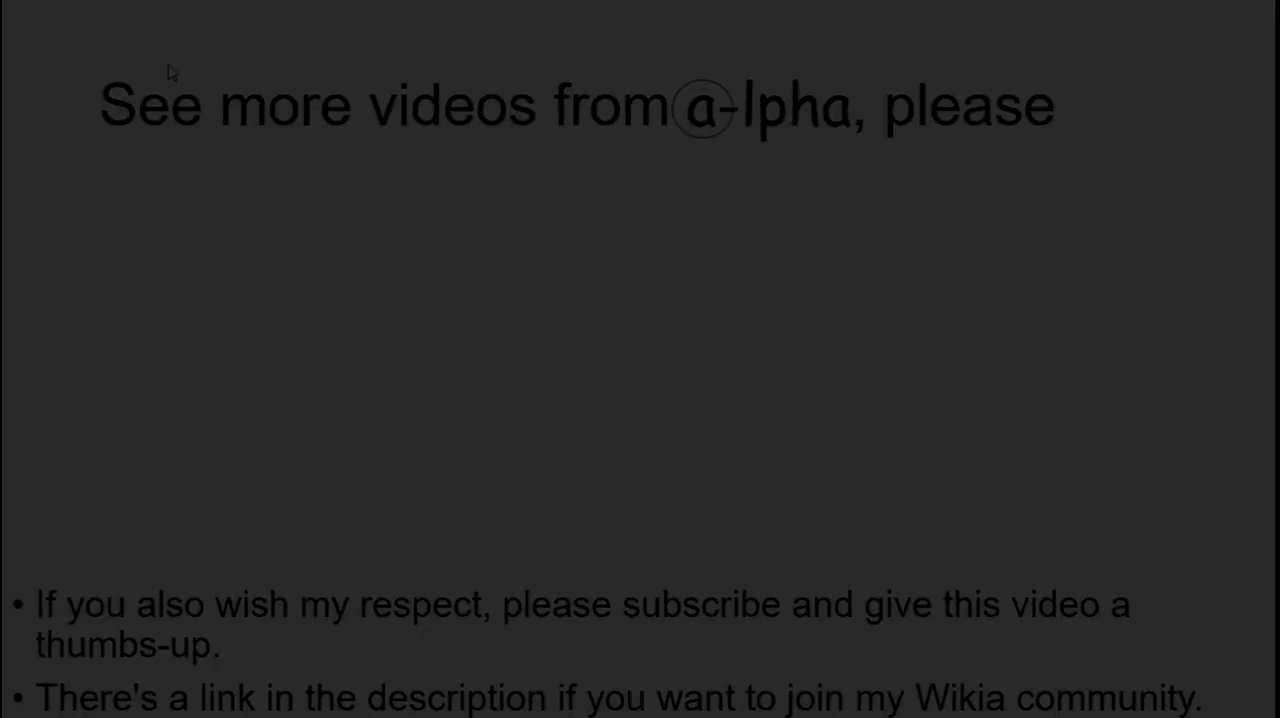 See more videos from a-lpha, please
• If you also wish my respect, please subscribe and give this video a
thumbs-up.
• There's a link in the description if you want to join my Wikia community.